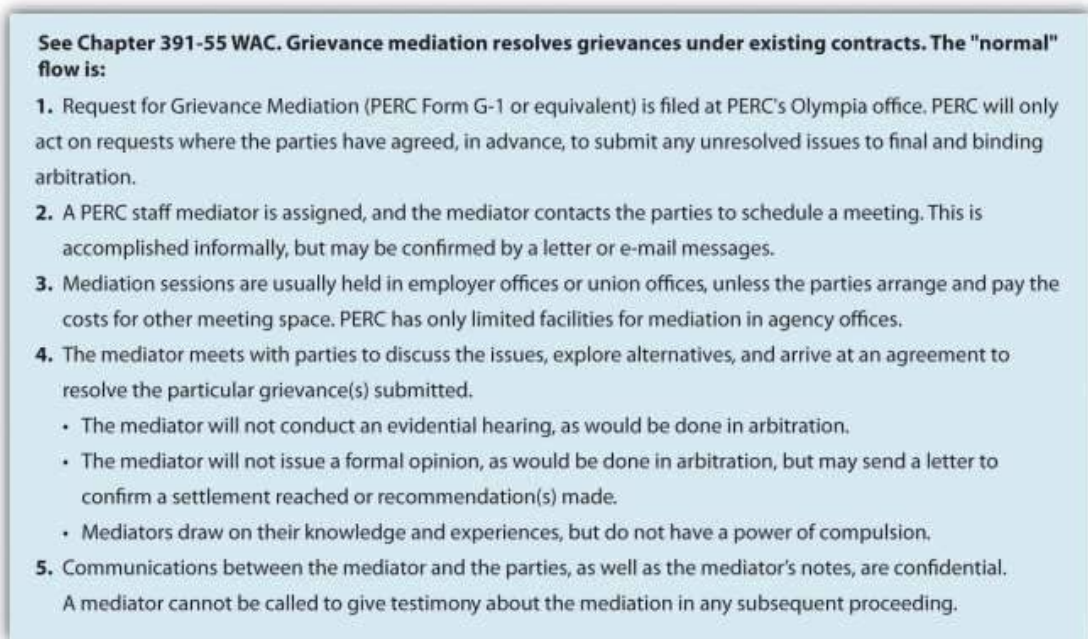 See Chapter 391-55 WAC. Grievance mediation resolves grievances under existing contracts. The "normal"
flow is:
1. Request for Grievance Mediation (PERC Form G-1 or equivalent) is filed at PERC's Olympia office. PERC will only
act on requests where the parties have agreed, in advance, to submit any unresolved issues to final and binding
arbitration.
2. A PERC staff mediator is assigned, and the mediator contacts the parties to schedule a meeting. This is
accomplished informally, but may be confirmed by a letter or e-mail messages.
3. Mediation sessions are usually held in employer offices or union offices, unless the parties arrange and pay the
costs for other meeting space. PERC has only limited facilities for mediation in agency offices.
4. The mediator meets with parties to discuss the issues, explore alternatives, and arrive at an agreement to
resolve the particular grievance(s) submitted.
• The mediator will not conduct an evidential hearing, as would be done in arbitration.
• The mediator will not issue a formal opinion, as would be done in arbitration, but may send a letter to
confirm a settlement reached or recommendation(s) made.
• Mediators draw on their knowledge and experiences, but do not have a power of compulsion.
5. Communications between the mediator and the parties, as well as the mediator's notes, are confidential.
A mediator cannot be called to give testimony about the mediation in any subsequent proceeding.